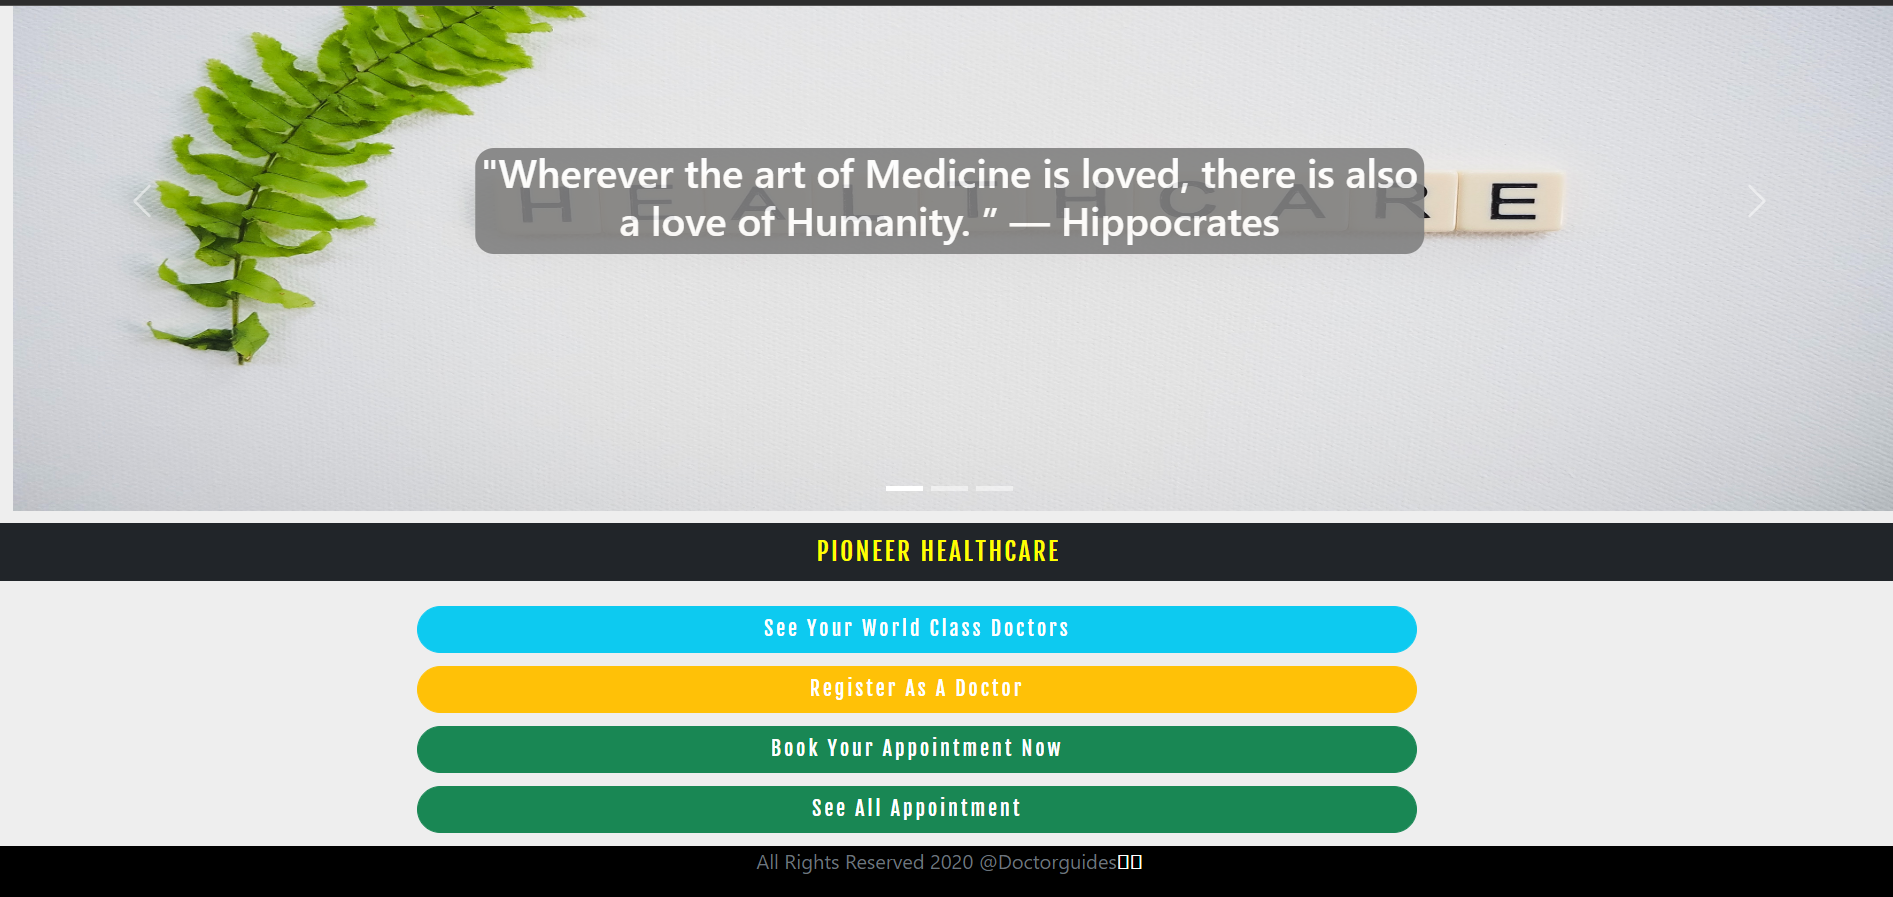 "Wherever the art of Medicine is loved, there is also
a love of Humanity. ” — Hippocrates
HEALTHCARE
PIONEER HEALTHCARE
See Your World Class Doctors
Register As A Doctor
Book Your Appointment Now
See All Appointment
All Rights Reserved 2020 @Doctorguides